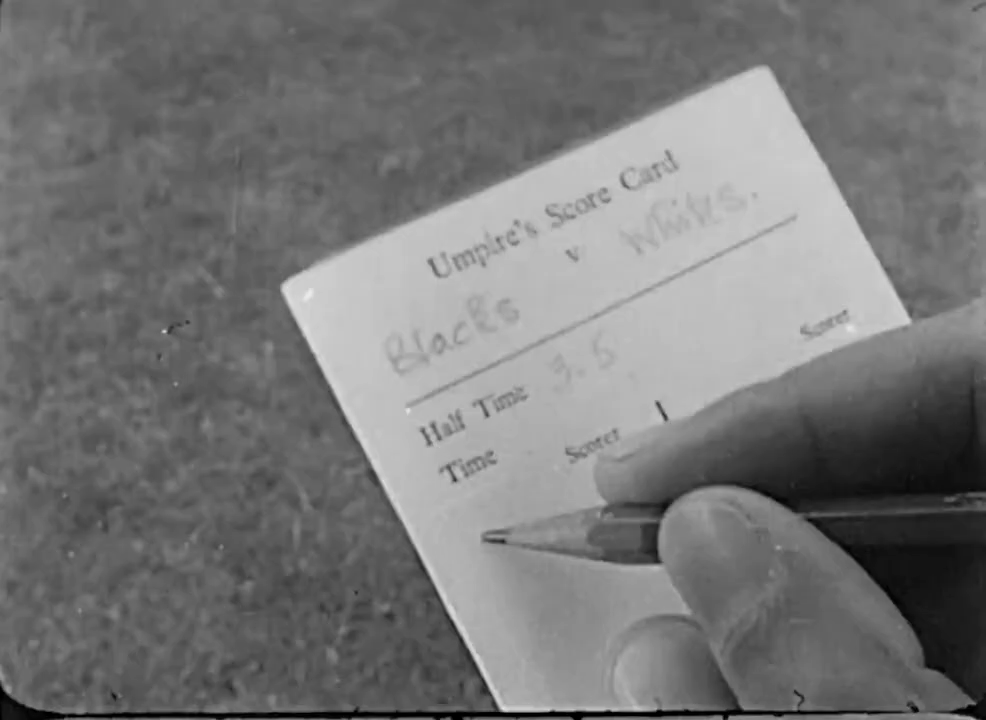 Umpire's Score Card
Blacks v Whites.
Half Time 3.5
Time Scorer Scorer